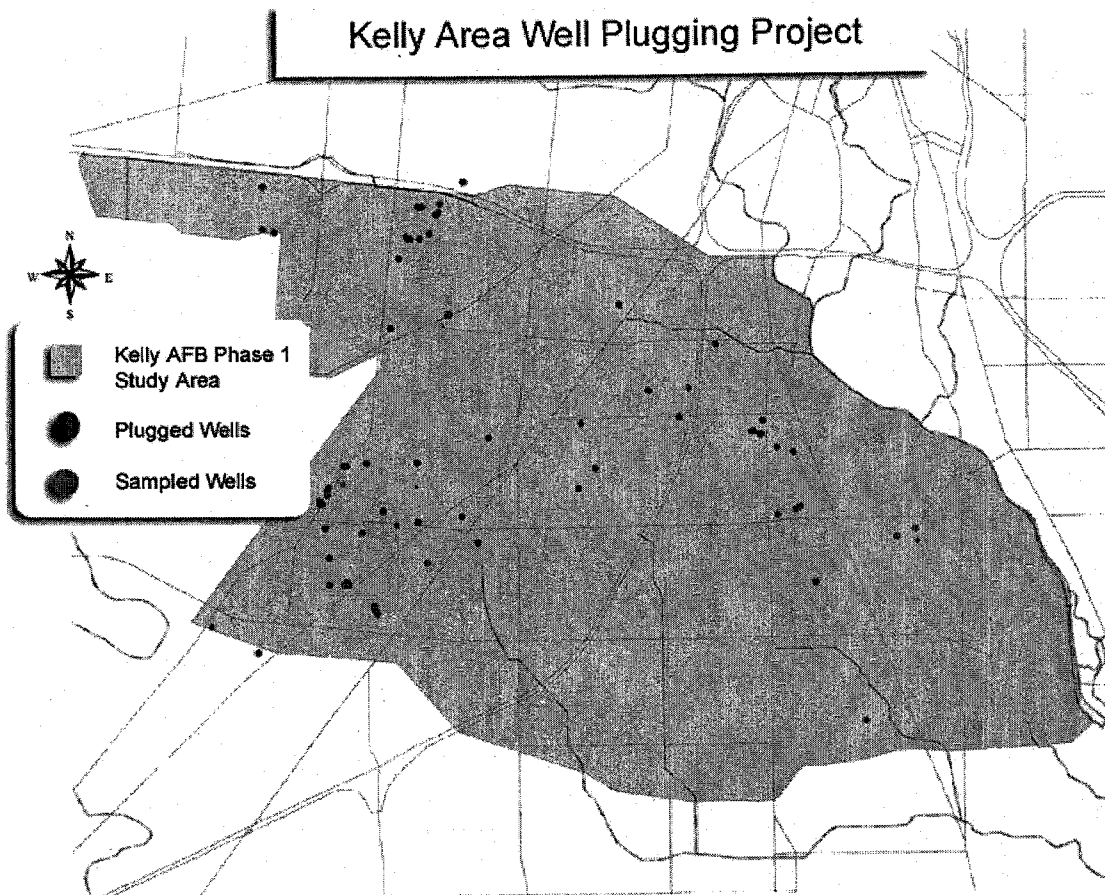 Kelly Area Well Plugging Project
N
W E
S
Kelly AFB Phase 1
Study Area
Plugged Wells
Sampled Wells